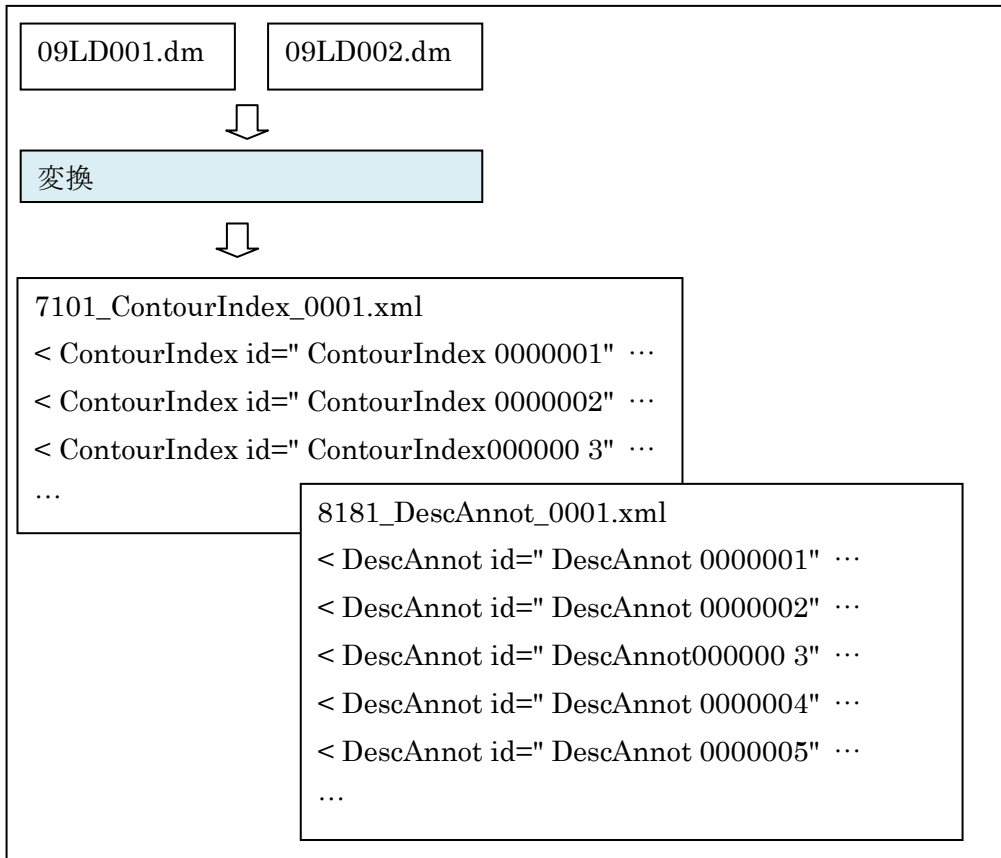 09LD001.dm 09LD002.dm
変換
7101_ContourIndex_0001.xml
< ContourIndex id=" ContourIndex 0000001" …
< ContourIndex id=" ContourIndex 0000002" …
< ContourIndex id=" ContourIndex000000 3" …
…
8181_DescAnnot_0001.xml
< DescAnnot id=" DescAnnot 0000001" …
< DescAnnot id=" DescAnnot 0000002" …
< DescAnnot id=" DescAnnot000000 3" …
< DescAnnot id=" DescAnnot 0000004" …
< DescAnnot id=" DescAnnot 0000005" …
…